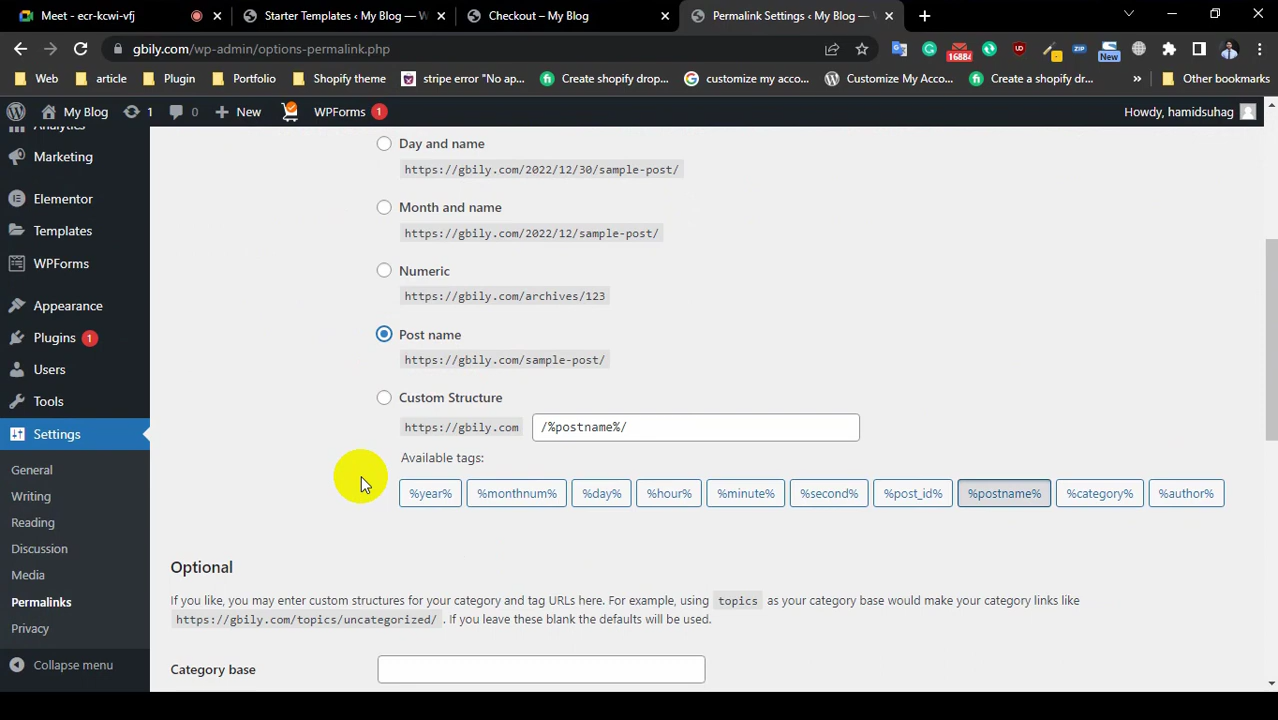 Meet - ecr-kcwi-vfj
Starter Templates ‹ My Blog — W
Checkout – My Blog
Permalink Settings ‹ My Blog —
gbily.com/wp-admin/options-permalink.php
16884
ZIP
New
Web
article
Plugin
Portfolio
Shopify theme
stripe error "No ap...
Create shopify drop...
customize my acco...
Customize My Acco...
Create a shopify dr...
»
Other bookmarks
My Blog
1
0
New
WPForms
1
Howdy, hamidsuhag
Analytics
Marketing
Elementor
Templates
WPForms
Appearance
Plugins 1
Users
Tools
Settings
General
Writing
Reading
Discussion
Media
Permalinks
Privacy
Collapse menu
Day and name
https://gbily.com/2022/12/30/sample-post/
Month and name
https://gbily.com/2022/12/sample-post/
Numeric
https://gbily.com/archives/123
Post name
https://gbily.com/sample-post/
Custom Structure
https://gbily.com /%postname%/
Available tags:
%year% %monthnum% %day% %hour% %minute% %second% %post_id% %postname% %category% %author%
Optional
If you like, you may enter custom structures for your category and tag URLs here. For example, using topics as your category base would make your category links like
https://gbily.com/topics/uncategorized/ . If you leave these blank the defaults will be used.
Category base